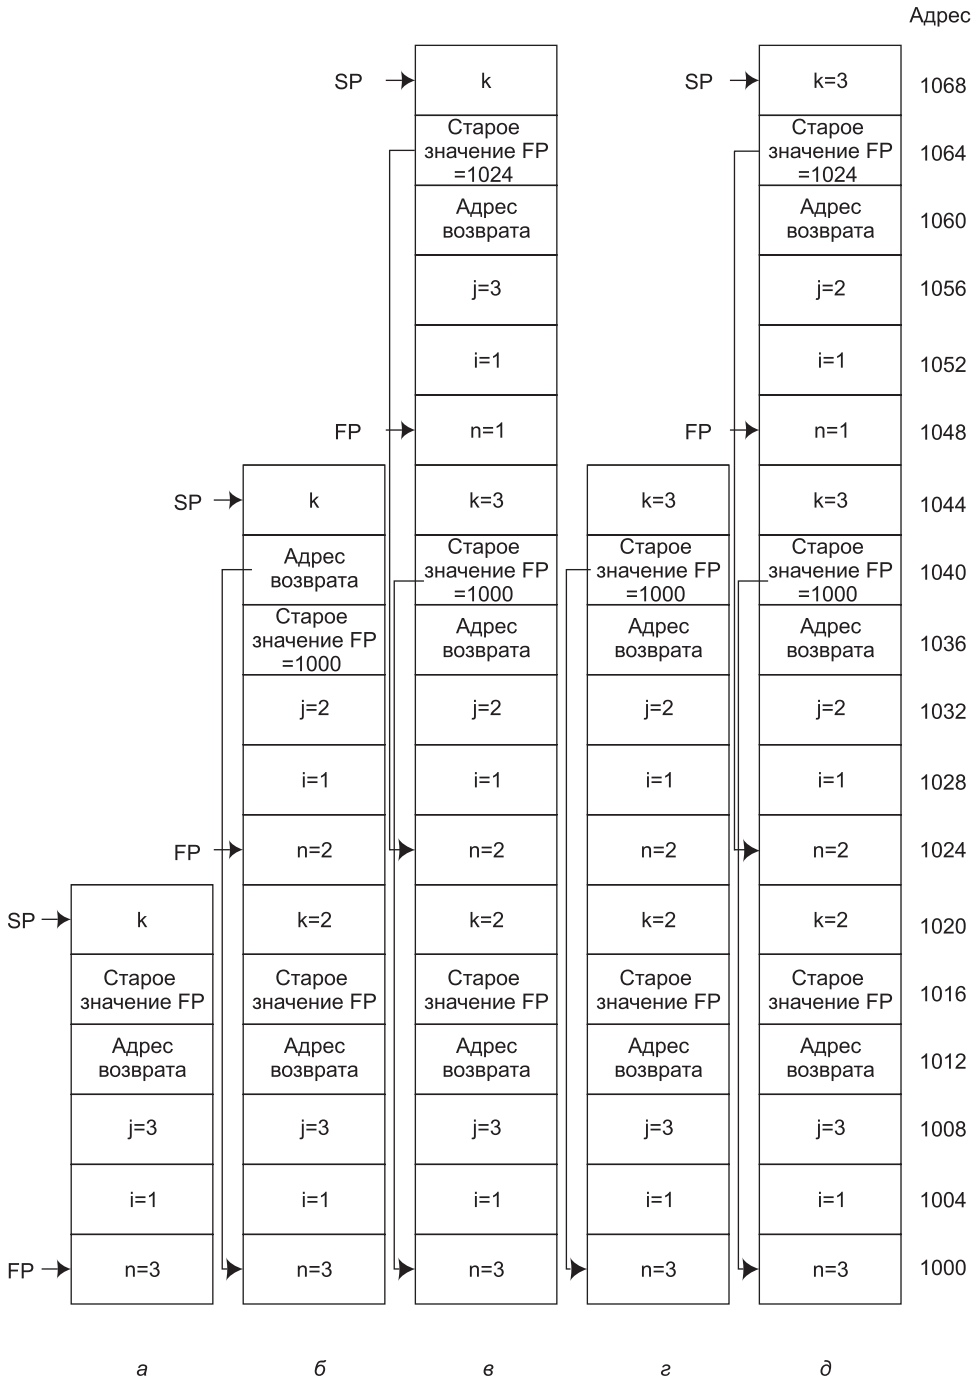 Адрес
SP
k
SP
k=3
1068
Старое
значение FP
=1024
Старое
значение FP
=1024
1064
Адрес
возврата
Адрес
возврата
1060
j=3
j=2
1056
i=1
i=1
1052
FP
n=1
FP
n=1
1048
SP
k
k=3
k=3
k=3
1044
Адрес
возврата
Старое
значение FP
=1000
Старое
значение FP
=1000
Старое
значение FP
=1000
1040
Старое
значение FP
=1000
Адрес
возврата
Адрес
возврата
Адрес
возврата
1036
j=2
j=2
j=2
j=2
1032
i=1
i=1
i=1
i=1
1028
FP
n=2
n=2
n=2
n=2
1024
SP
k
k=2
k=2
k=2
k=2
1020
Старое
значение FP
Старое
значение FP
Старое
значение FP
Старое
значение FP
Старое
значение FP
1016
Адрес
возврата
Адрес
возврата
Адрес
возврата
Адрес
возврата
Адрес
возврата
1012
j=3
j=3
j=3
j=3
j=3
1008
i=1
i=1
i=1
i=1
i=1
1004
FP
n=3
n=3
n=3
n=3
n=3
1000
а
б
в
г
д